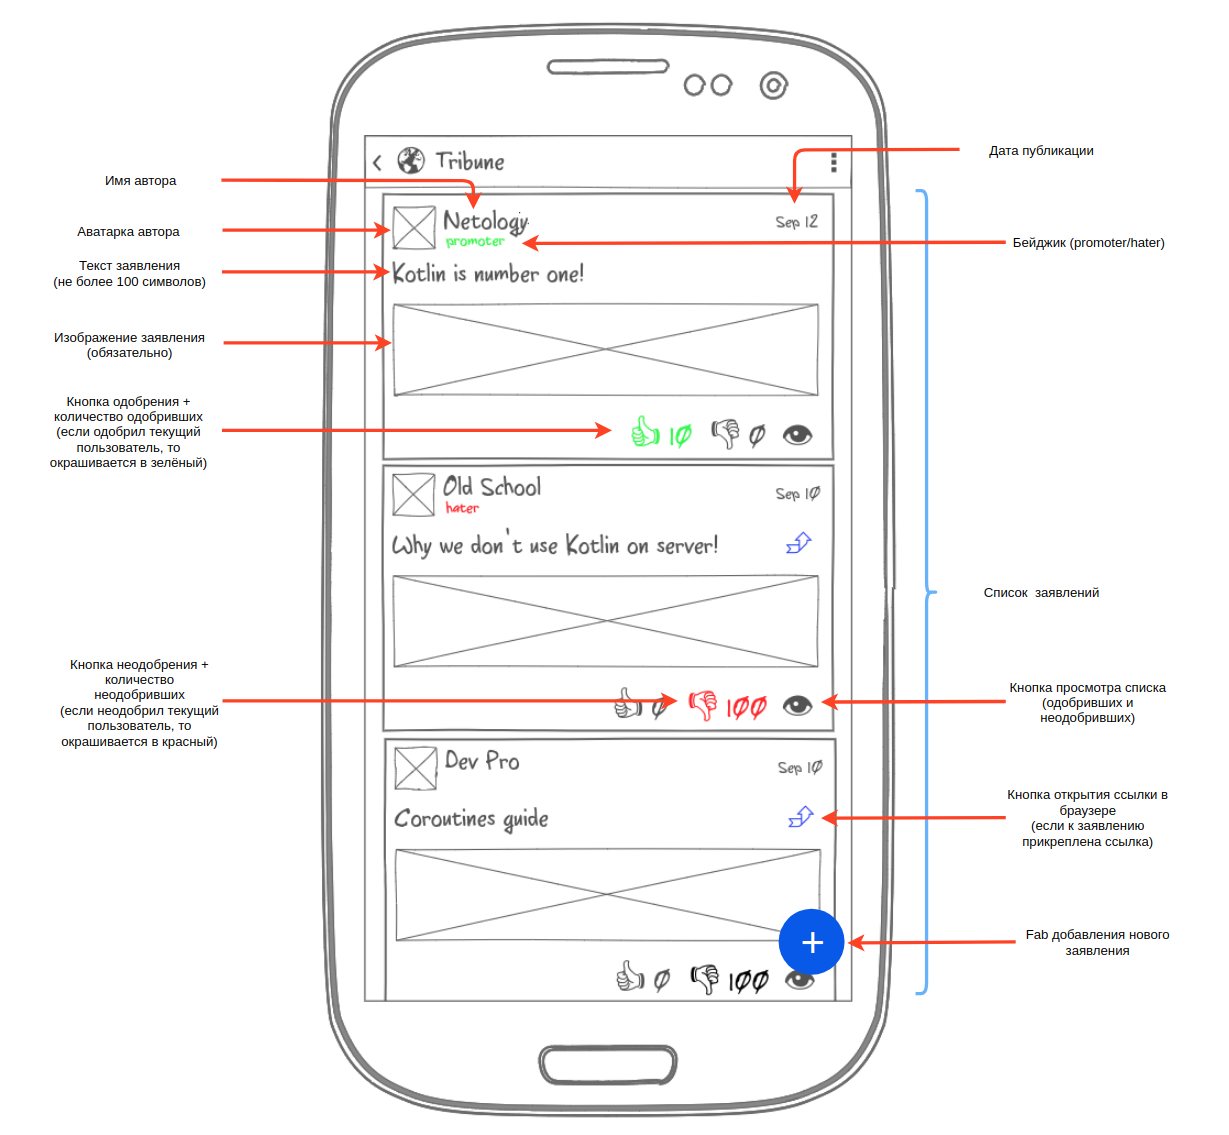 Tribune
Дата публикации
Имя автора
Netology
Sep 12
Аватарка автора
promoter
Бейджик (promoter/hater)
Текст заявления
(не более 100 символов)
Kotlin is number one!
Изображение заявления
(обязательно)
Кнопка одобрения +
количество одобривших
(если одобрил текущий
пользователь, то
окрашивается в зелёный)
10 0
Old School
Sep 10
hater
Why we don't use Kotlin on server!
Список заявлений
Кнопка неодобрения +
количество
неодобривших
(если неодобрил текущий
пользователь, то
окрашивается в красный)
0 100
Кнопка просмотра списка
(одобривших и
неодобривших)
Dev Pro
Sep 10
Coroutines guide
Кнопка открытия ссылки в
браузере
(если к заявлению
прикреплена ссылка)
+
Fab добавления нового
заявления
0 100